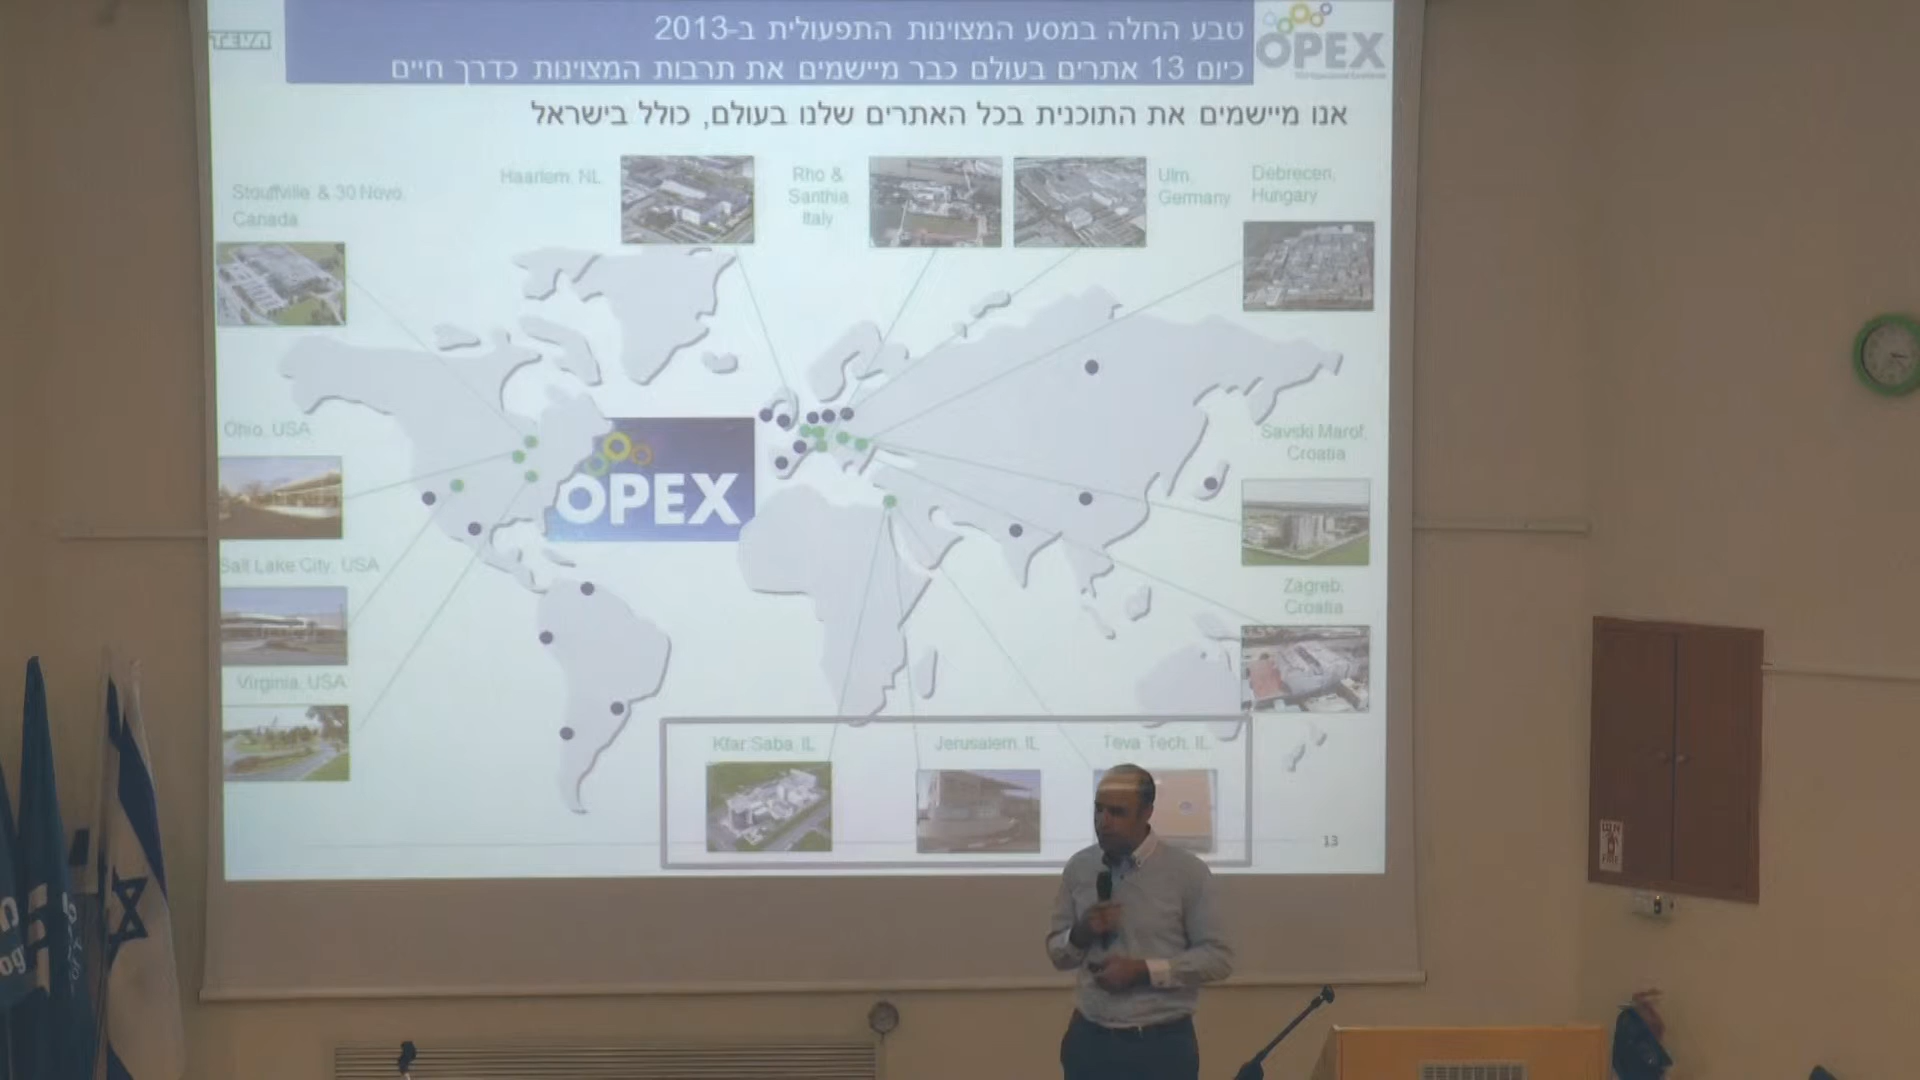 TEVA
טבע החלה במסע המצוינות התפעולית ב-2013
כיום 13 אתרים בעולם כבר מיישמים את תרבות המצוינות כדרך חיים
OPEX
אנו מיישמים את התוכנית בכל האתרים שלנו בעולם, כולל בישראל
Stouffville & 30 Novo,
Canada
Haarlem, NL
Rho &
Santhia
Italy
Ulm,
Germany
Debrecen,
Hungary
Ohio, USA
OPEX
Savski Marof,
Croatia
Salt Lake City, USA
Zagreb,
Croatia
Virginia, USA
Kfar Saba, IL
Jerusalem, IL
Teva Tech, IL
13